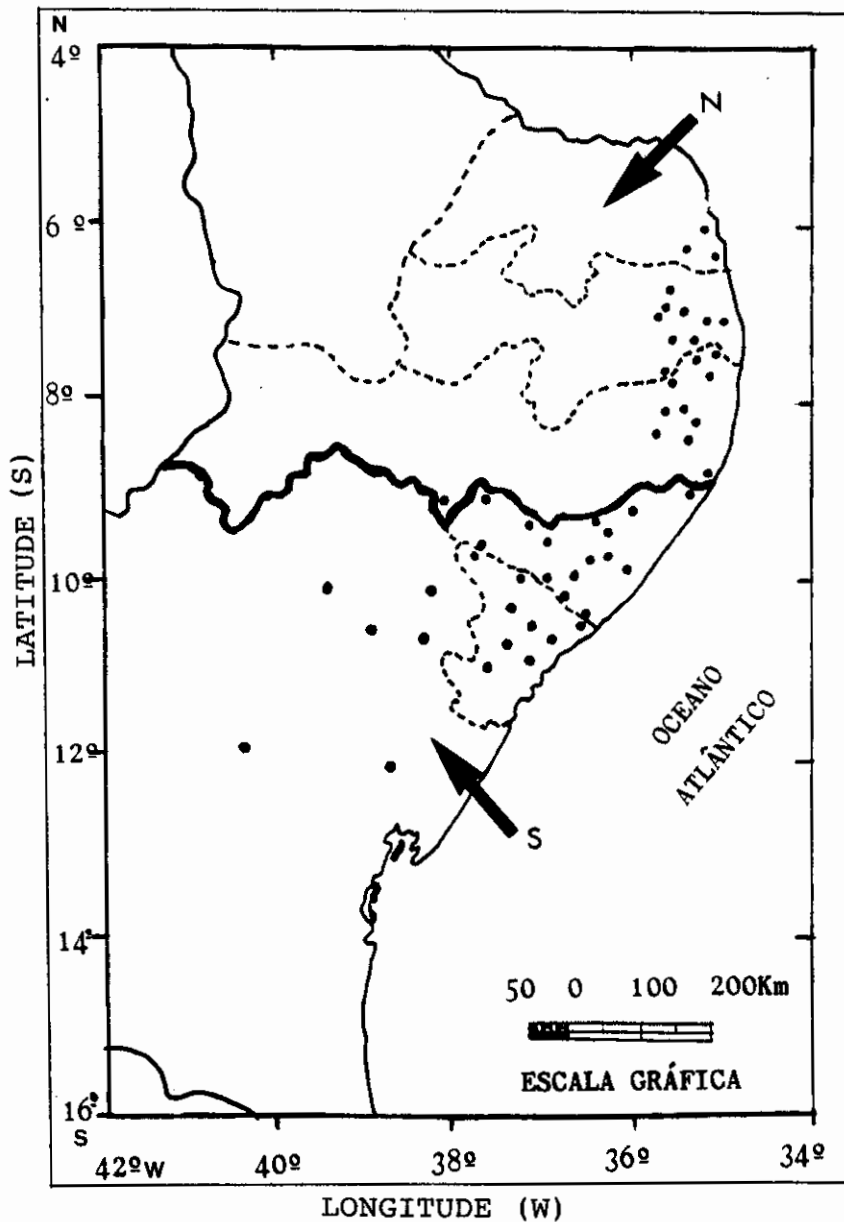 N
4º
N
6º
8º
LATITUDE (S)
10º
OCEANO
ATLÂNTICO
12º
S
14º
50 0 100 200Km
ESCALA GRÁFICA
16º
S
42ºW 40º 38º 36º 34º
LONGITUDE (W)